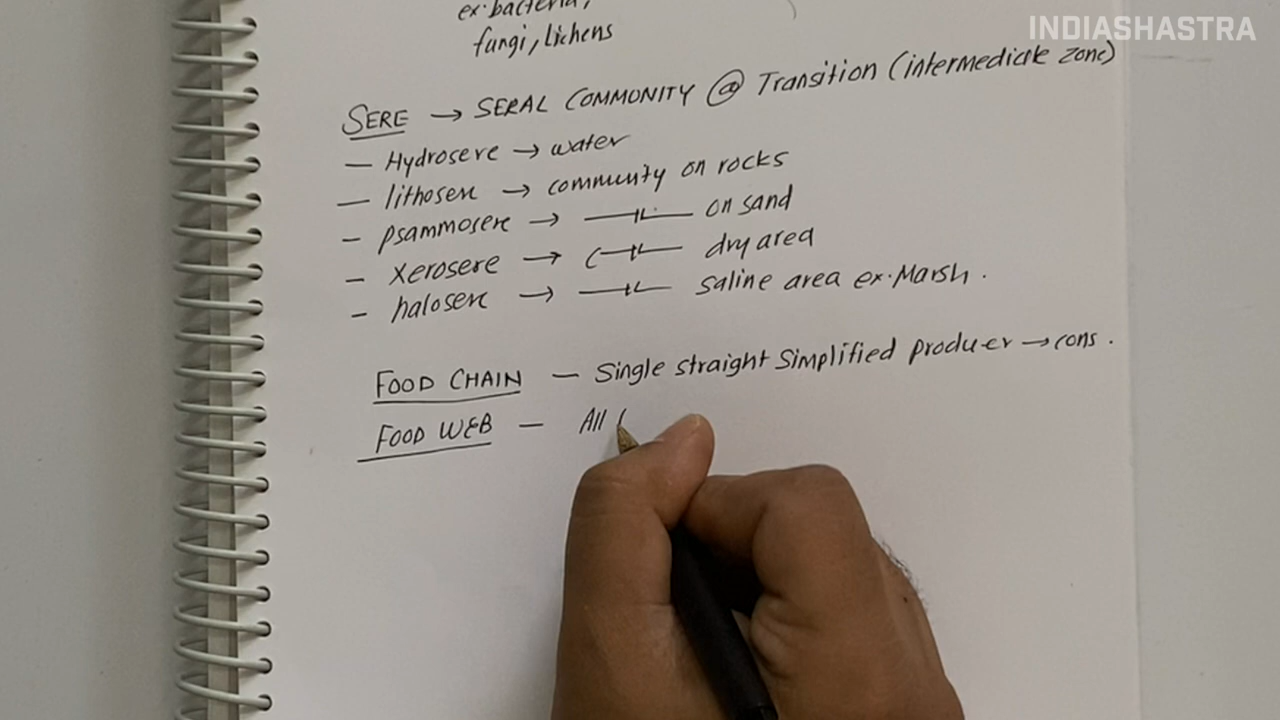 INDIASHASTRA
ex. bacteria,
fungi, lichens
SERE → SERAL COMMUNITY @ Transition (intermediate zone)
— Hydrosere → water
— lithosere → community on rocks
— psammosere → —||— on sand
— xerosere → —||— dry area
— halosere → —||— saline area ex. Marsh.
FOOD CHAIN — Single straight simplified producer → cons.
FOOD WEB — All